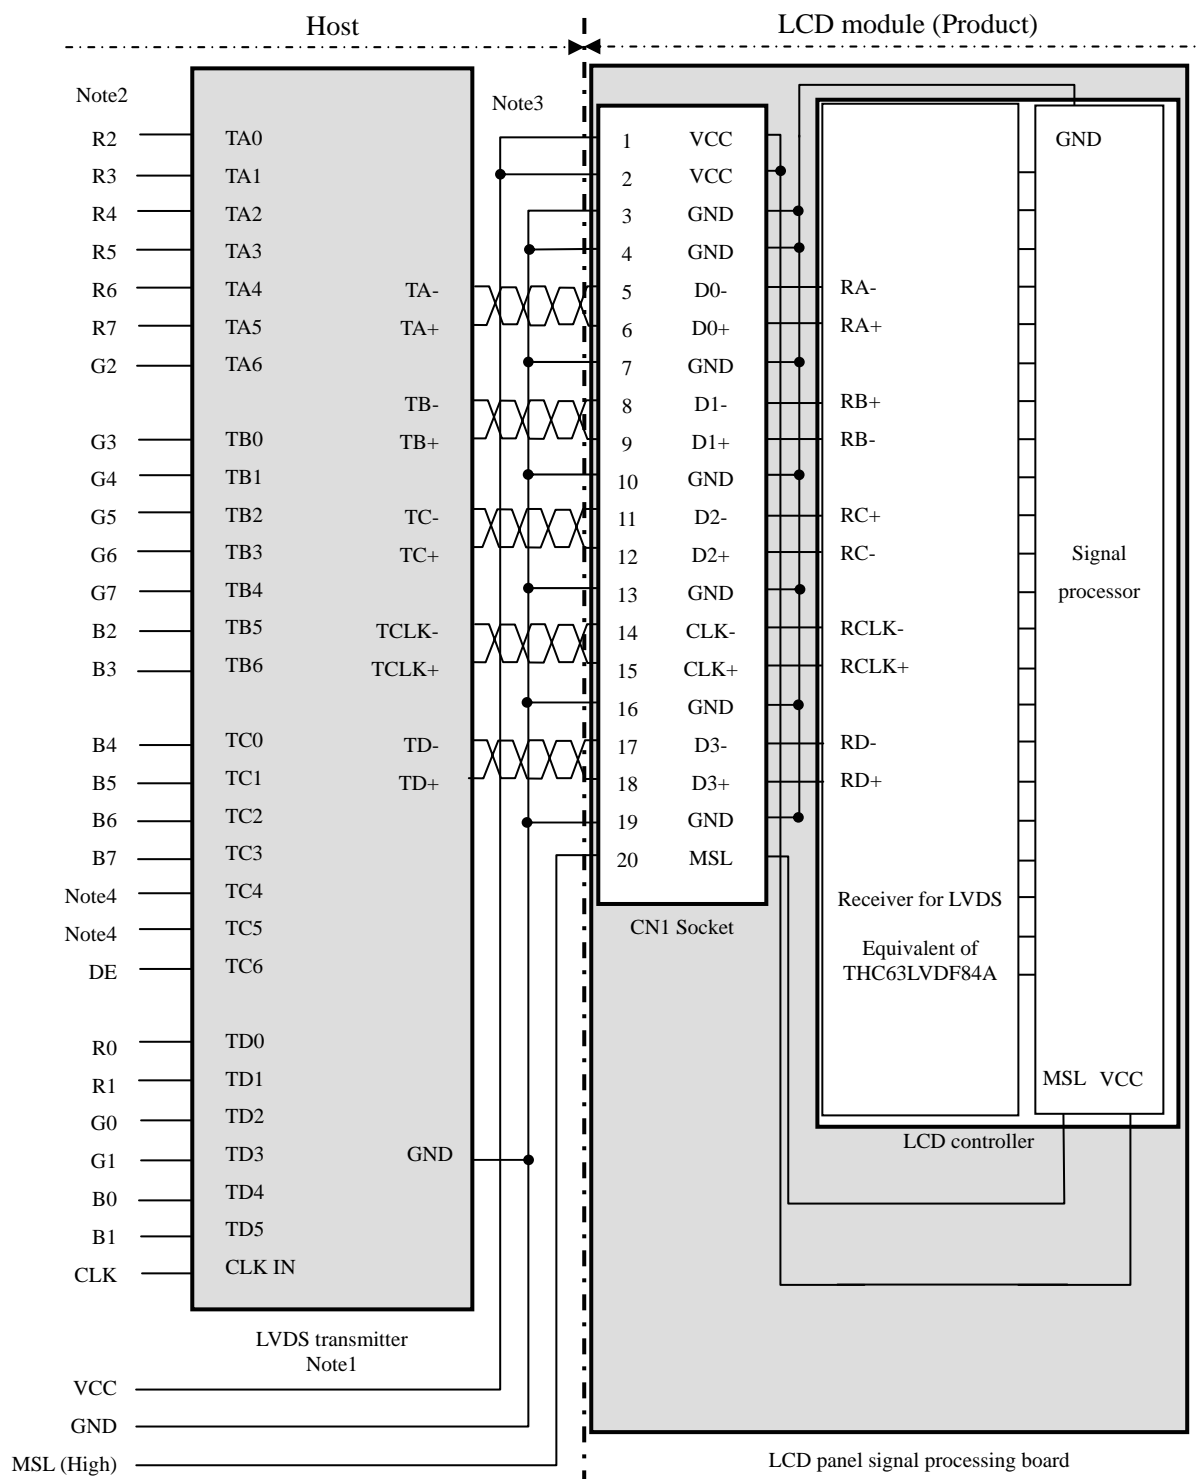 Host
LCD module (Product)
Note2
Note3
R2 TA0
R3 TA1
R4 TA2
R5 TA3
R6 TA4 TA-
R7 TA5 TA+
G2 TA6
TB-
G3 TB0 TB+
G4 TB1
G5 TB2 TC-
G6 TB3 TC+
G7 TB4
B2 TB5 TCLK-
B3 TB6 TCLK+
B4 TC0 TD-
B5 TC1 TD+
B6 TC2
B7 TC3
Note4 TC4
Note4 TC5
DE TC6
R0 TD0
R1 TD1
G0 TD2
G1 TD3 GND
B0 TD4
B1 TD5
CLK CLK IN
LVDS transmitter
Note1
VCC
GND
MSL (High)
1 VCC
2 VCC
3 GND
4 GND
5 D0-
6 D0+
7 GND
8 D1-
9 D1+
10 GND
11 D2-
12 D2+
13 GND
14 CLK-
15 CLK+
16 GND
17 D3-
18 D3+
19 GND
20 MSL
CN1 Socket
RA-
RA+
RB+
RB-
RC+
RC-
RCLK-
RCLK+
RD-
RD+
Receiver for LVDS
Equivalent of
THC63LVDF84A
GND
Signal
processor
MSL VCC
LCD controller
LCD panel signal processing board